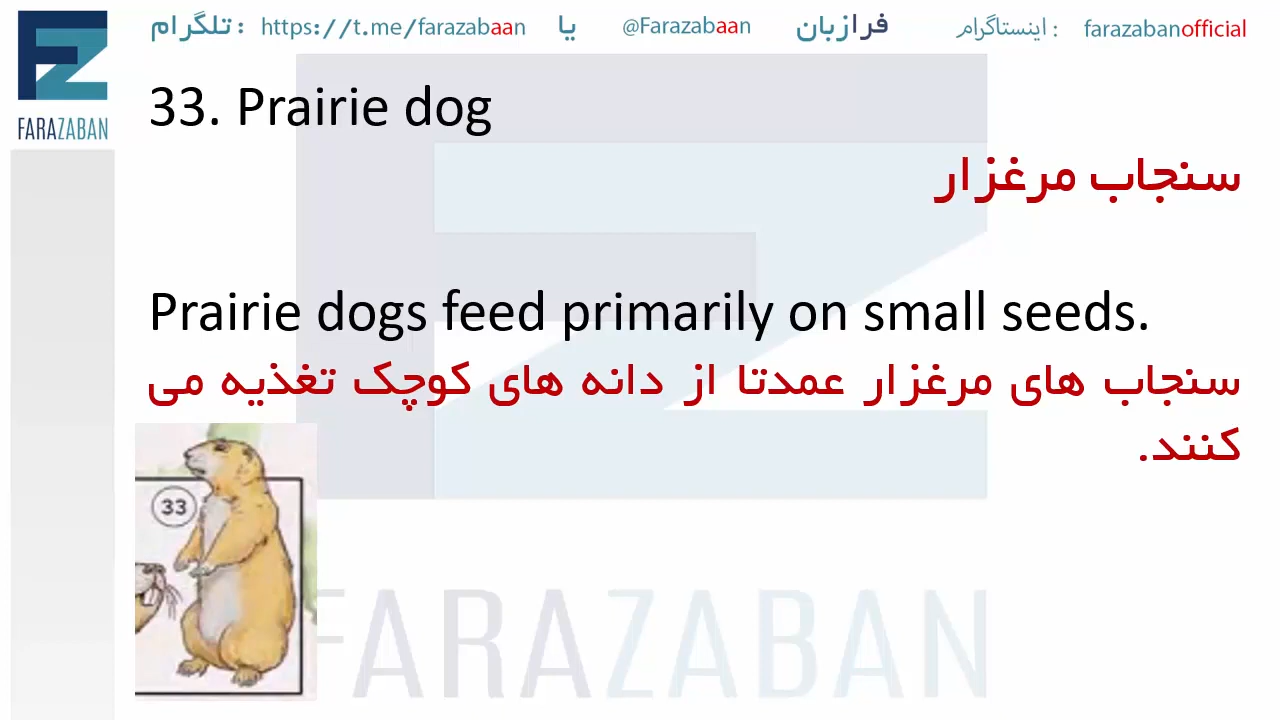 تلگرام : https://t.me/farazabaan یا @Farazabaan فرازبان اینستاگرام : farazabanofficial
FARAZABAN
33. Prairie dog
سنجاب مرغزار
Prairie dogs feed primarily on small seeds.
سنجاب های مرغزار عمدتا از دانه های کوچک تغذیه می
کنند.
33
FARAZABAN